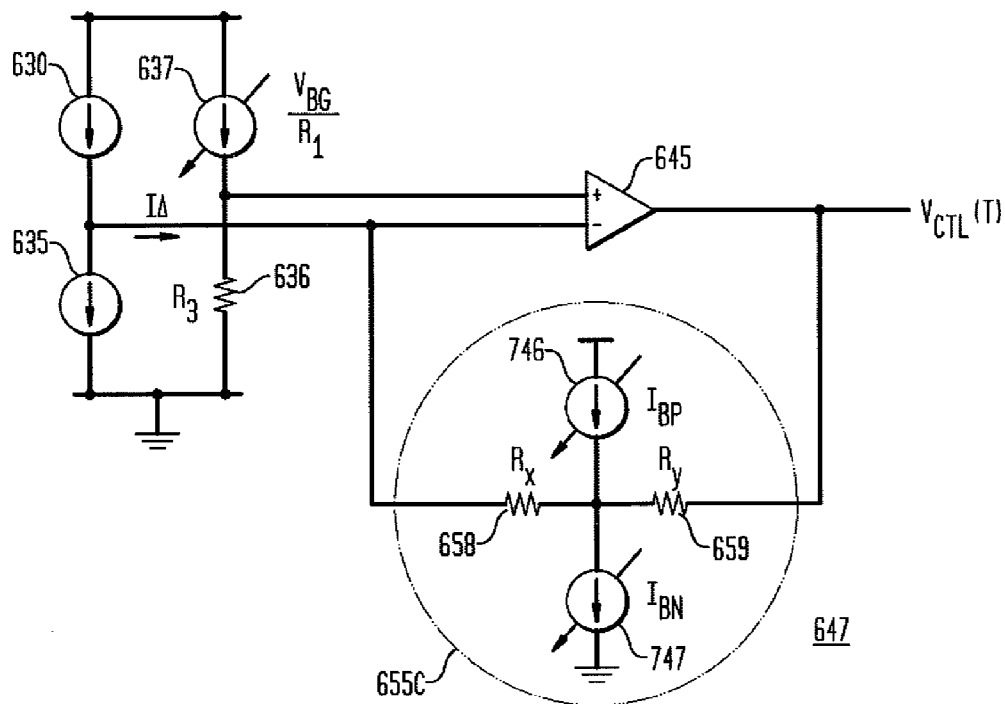 630
637
V_BG
R_1
645
+
−
V_CTL (T)
IΔ
635
R_3
636
746
I_BP
R_x
R_y
658
659
I_BN
747
647
655C